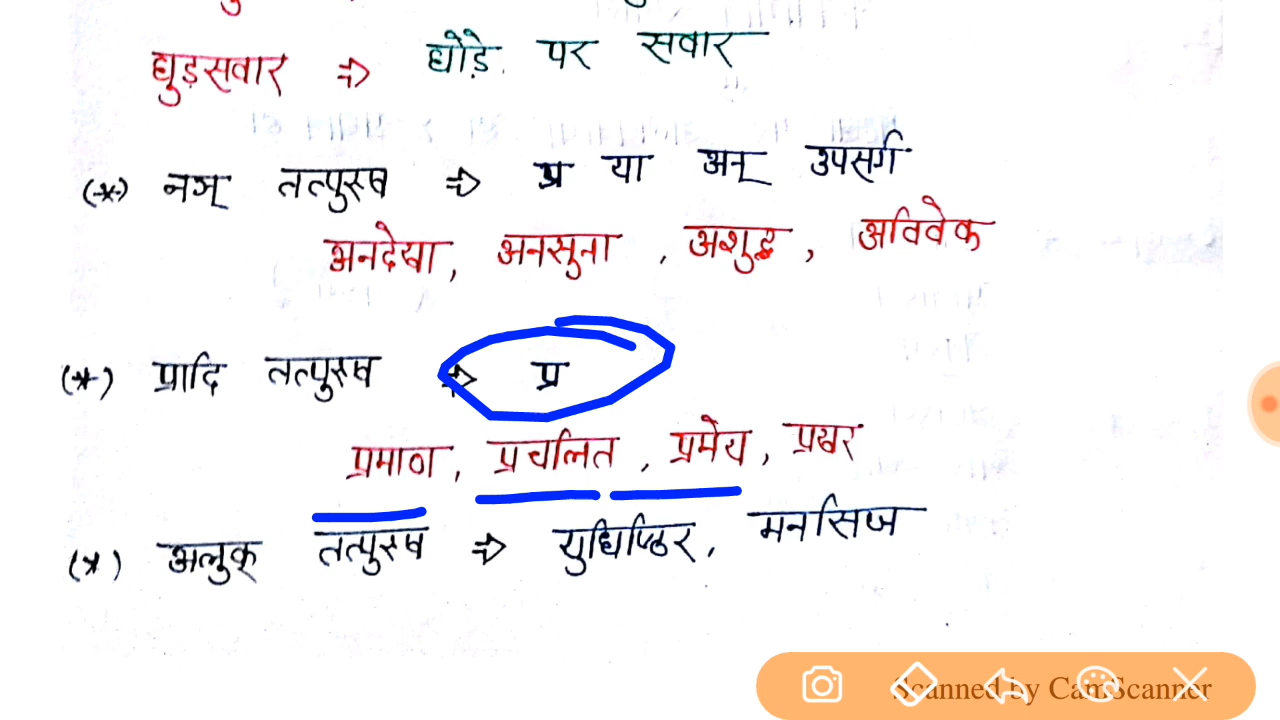 घुड़सवार ⇒ घोड़े पर सवार
(*) नञ् तत्पुरूष ⇒ अ या अन् उपसर्ग
अनदेखा, अनसुना, अशुद्ध, अविवेक
(*) प्रादि तत्पुरूष ⇒ प्र
प्रमाण, प्रचलित, प्रमेय, प्रखर
(*) अलुक् तत्पुरूष ⇒ युधिष्ठिर, मनसिज
Scanned by CamScanner